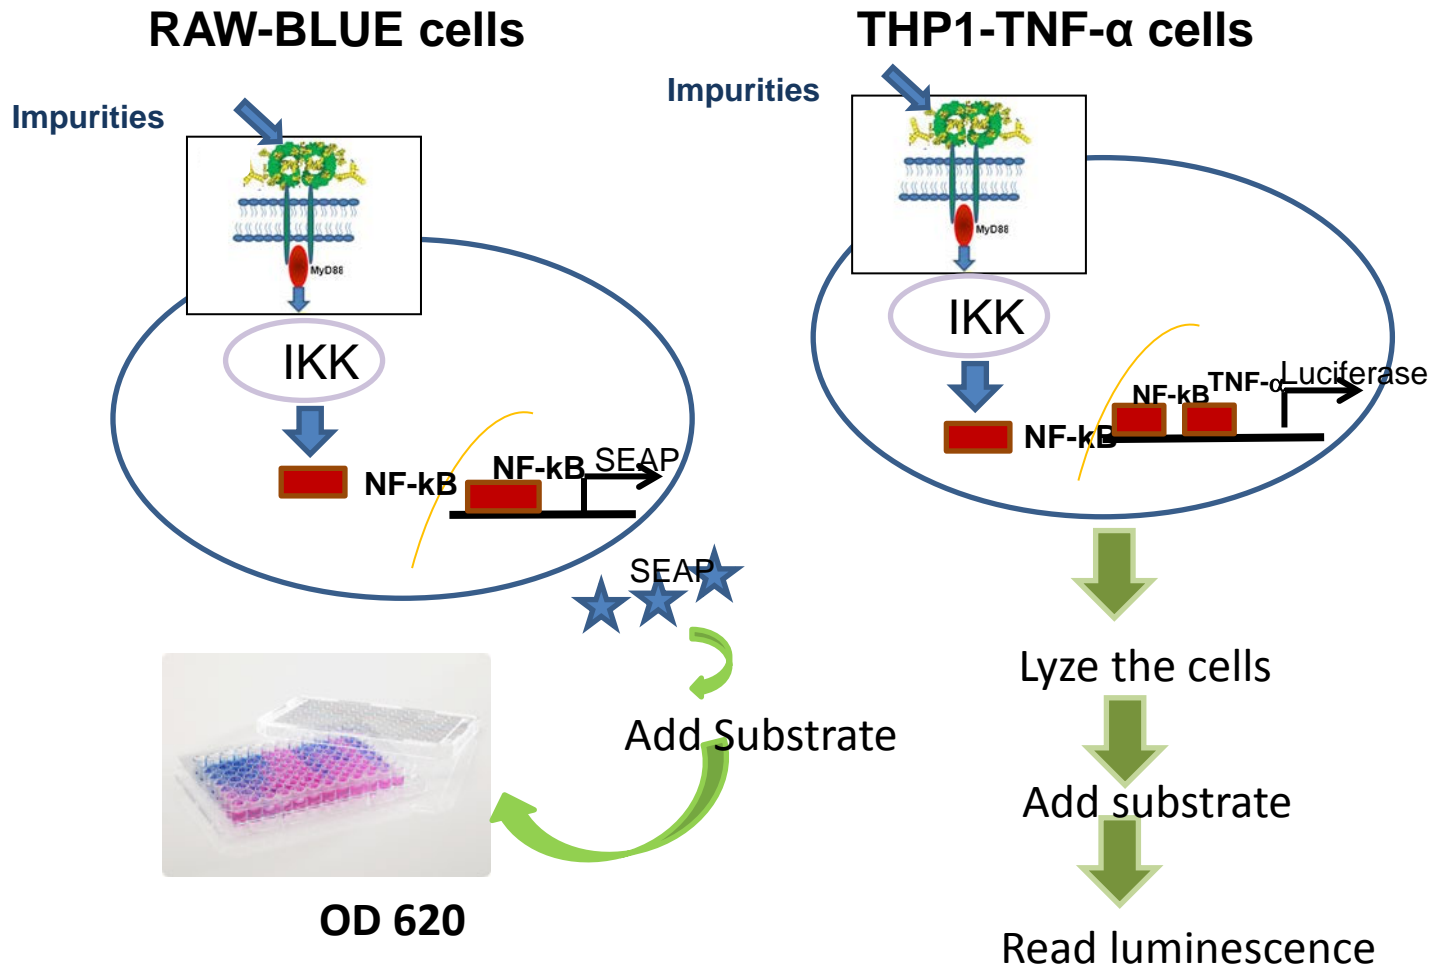 RAW-BLUE cells
Impurities
MyD88
IKK
NF-kB
NF-kB
SEAP
SEAP
Add Substrate
OD 620
THP1-TNF-α cells
Impurities
MyD88
IKK
NF-kB
NF-kB
TNF-α
Luciferase
Lyze the cells
Add substrate
Read luminescence